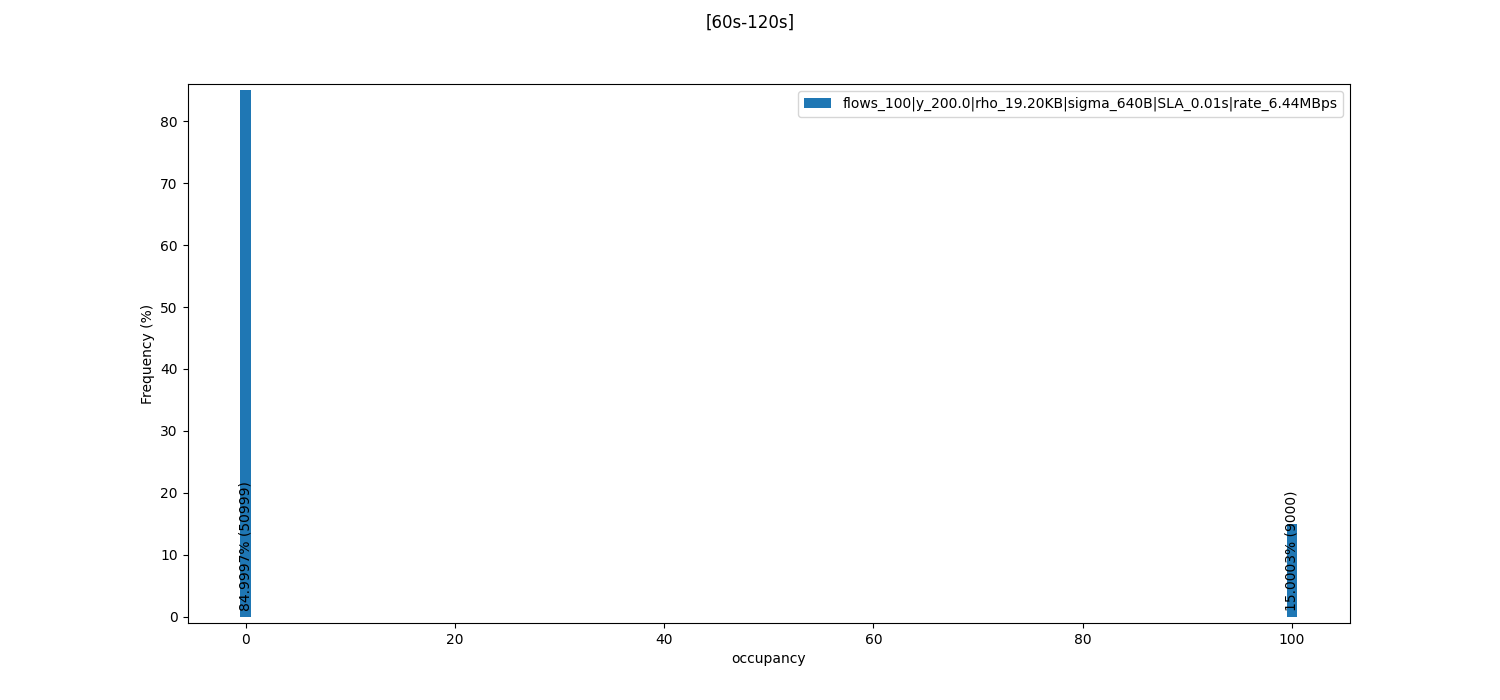 [60s-120s]
flows_100|y_200.0|rho_19.20KB|sigma_640B|SLA_0.01s|rate_6.44MBps
Frequency (%)
80
70
60
50
40
30
20
10
0
84.9997% (50999)
15.0003% (9000)
0 20 40 60 80 100
occupancy